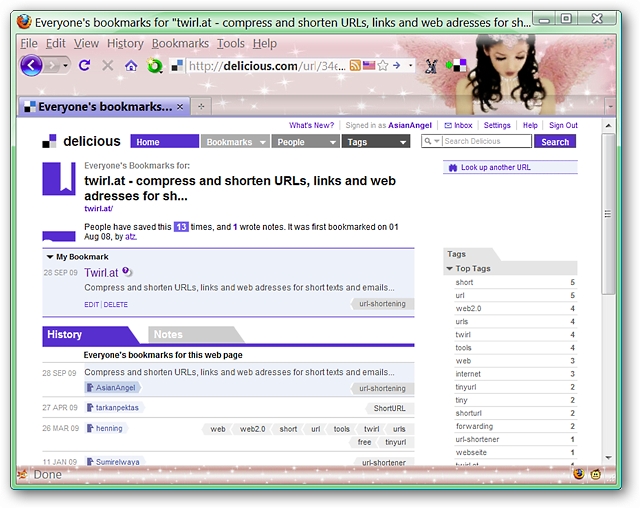 Everyone's bookmarks for "twirl.at - compress and shorten URLs, links and web adresses for sh...
File Edit View History Bookmarks Tools Help
http://delicious.com/url/34
Everyone's bookmarks...
What's New? Signed in as AsianAngel Inbox Settings Help Sign Out
delicious Home Bookmarks People Tags Search Delicious Search
Everyone's Bookmarks for:
twirl.at - compress and shorten URLs, links and web
adresses for sh...
twirl.at/
Look up another URL
People have saved this 13 times, and 1 wrote notes. It was first bookmarked on 01
Aug 08, by atz.
My Bookmark
28 SEP 09 Twirl.at
Compress and shorten URLs, links and web adresses for short texts and emails...
EDIT | DELETE url-shortening
History Notes
Everyone's bookmarks for this web page
28 SEP 09 Compress and shorten URLs, links and web adresses for short texts and emails...
AsianAngel url-shortening
27 APR 09 tarkanpektas ShortURL
26 MAR 09 henning web web2.0 short url tools twirl urls
free tinyurl
11 JAN 09 Sumirelwaya url-shortener
Tags
Top Tags
short 5
url 5
web2.0 4
urls 4
twirl 4
tools 4
web 3
internet 3
tinyurl 2
tiny 2
shorturl 2
forwarding 2
url-shortener 1
webseite 1
twirl.at
Done